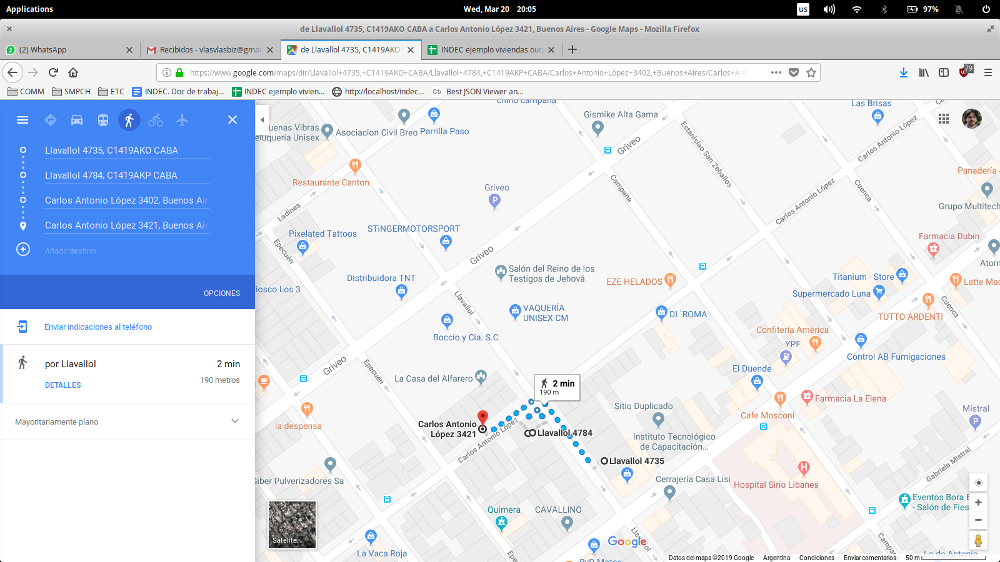 Applications
Wed, Mar 20 20:05
us
97%
de Llavallol 4735, C1419AKO CABA a Carlos Antonio López 3421, Buenos Aires - Google Maps - Mozilla Firefox
(2) WhatsApp
Recibidos - vlasvlasbiz@gmai
de Llavallol 4735, C1419AKO
INDEC ejemplo viviendas out
https://www.google.com/maps/dir/Llavallol+4735,+C1419AKO+CABA/Llavallol+4784,+C1419AKP+CABA/Carlos+Antonio+López+3402,+Buenos+Aires/Carlos+An
79
COMM
SMPCH
ETC
INDEC. Doc de trabaj...
INDEC ejemplo vivien...
http://localhost/indec...
Cb
Best JSON Viewer an...
Llavallol 4735, C1419AKO CABA
Llavallol 4784, C1419AKP CABA
Carlos Antonio López 3402, Buenos Air
Carlos Antonio López 3421, Buenos Air
Añadir destino
OPCIONES
Enviar indicaciones al teléfono
por Llavallol
2 min
DETALLES
190 metros
Mayoritariamente plano
chino campana
Las Brisas
Gismike Alta Gama
uenas Vibras
eluquería Unisex
Asociacion Civil Breo
Parrilla Paso
Griveo
Estanislao San Zeballos
Carlos Antonio López
Restaurante Canton
Panadería
Griveo
Campana
Cuenca
Carlos Antonio López
Ladines
Grupo Multitech
STiNGERMOTORSPORT
Pixelated Tattoos
Farmacia Dubin
Epecuén
Griveo
Atom
Salón del Reino de los
Testigos de Jehová
Distribuidora TNT
EZE HELADOS
Titanium - Store
Latte Mac
kiosco Los 3
Supermercado Luna
Llavallol
Cuenca
VAQUERÍA
UNISEX CM
DI `ROMA
TUTTO ARDENTI
Boccio y Cia. S.C
Confitería América
YPF
Control AB Fumigaciones
Griveo
Epecuén
El Duende
La Casa del Alfarero
2 min
190 m
Farmacia La Elena
Sitio Duplicado
Cafe Mosconi
Mistral
la despensa
Carlos Antonio
López 3421
Llavallol 4784
Carlos Antonio López
Instituto Tecnológico
de Capacitación...
Llavallol 4735
Gabriela Mistral
Giber Pulverizadores Sa
Cerrajería Casa Lisi
Hospital Sirio Libanes
Eventos Bora B
- Salón de Fies
Quimera
CAVALLINO
Satélite
Google
La Vaca Roja
Epe
Campa
Lo de Antonio
Datos del mapa ©2019 Google
Argentina
Condiciones
Enviar comentarios
50 m